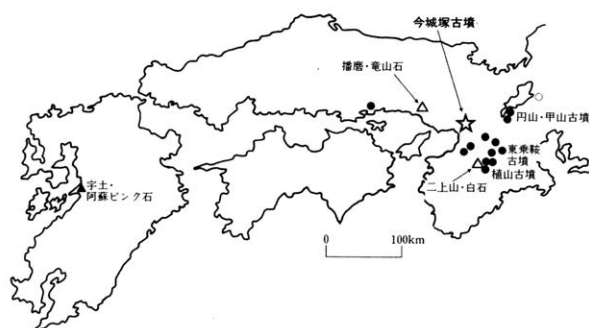 今城塚古墳
播磨・竜山石
円山・甲山古墳
東乗鞍
古墳
植山古墳
二上山・白石
宇土・
阿蘇ピンク石
0
100km